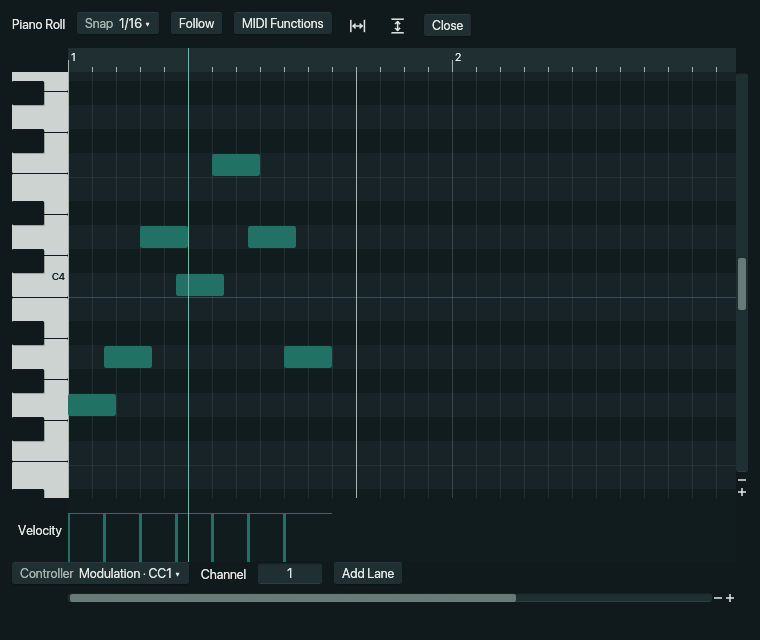 Piano Roll Snap 1/16 Follow MIDI Functions Close
1 2
C4
Velocity
Controller Modulation · CC1 Channel 1 Add Lane